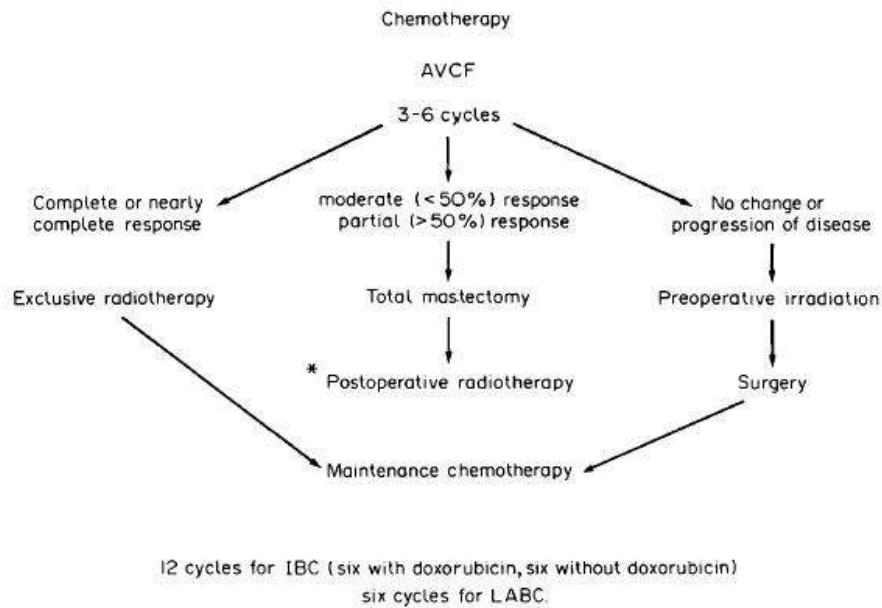 Chemotherapy
AVCF
3-6 cycles
Complete or nearly
complete response
moderate (<50%) response
partial (>50%) response
No change or
progression of disease
Exclusive radiotherapy
Total mastectomy
Preoperative irradiation
* Postoperative radiotherapy
Surgery
Maintenance chemotherapy
12 cycles for IBC (six with doxorubicin, six without doxorubicin)
six cycles for LABC.